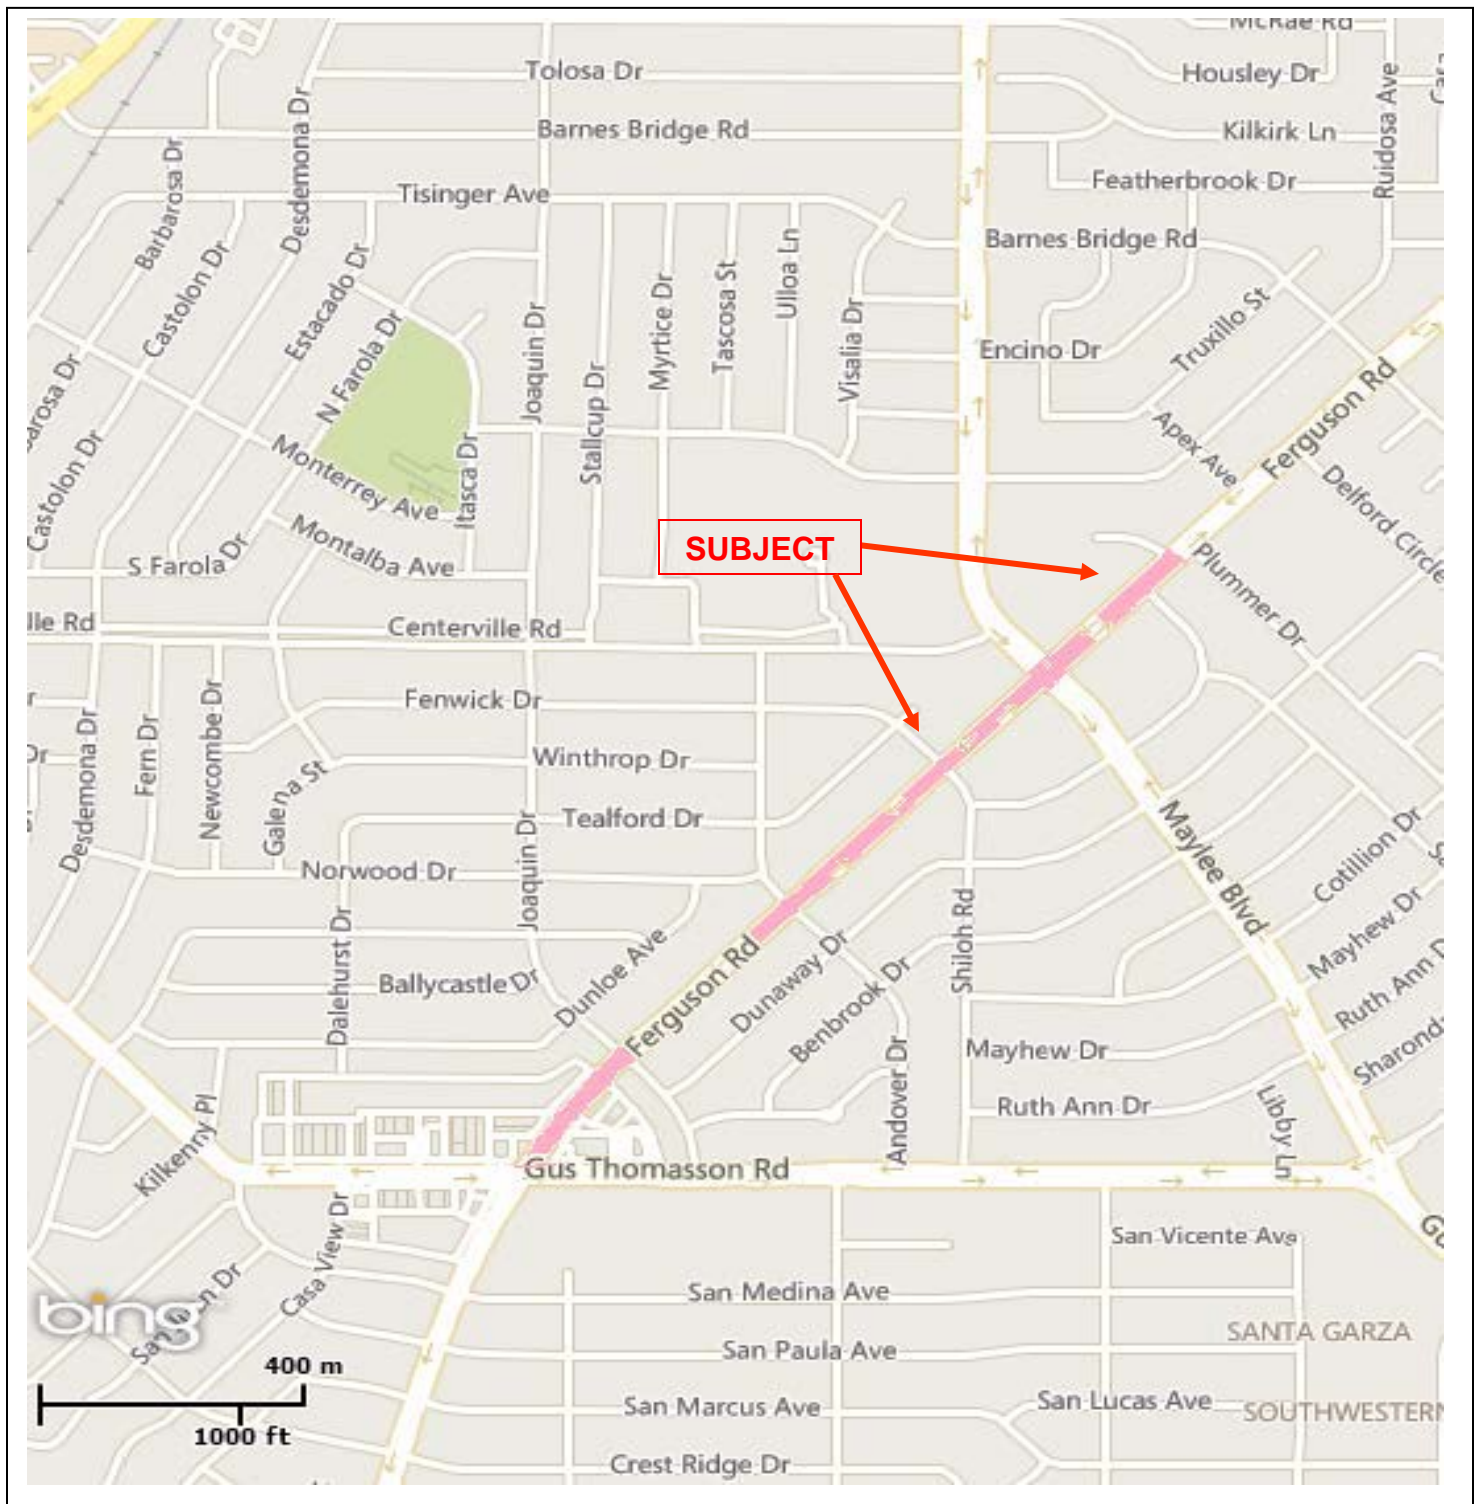 McRae Rd
Tolosa Dr
Housley Dr
Barnes Bridge Rd
Kilkirk Ln
Ruidosa Ave
Desdemona Dr
Barbarosa Dr
Tisinger Ave
Featherbrook Dr
Castolon Dr
Estacado Dr
Barnes Bridge Rd
Joaquin Dr
Stallcup Dr
Myrtice Dr
Tascosa St
Ulloa Ln
Visalia Dr
Encino Dr
Truxillo St
N Farola Dr
Ferguson Rd
Apex Ave
Delford Circle
barosa Dr
Castolon Dr
Monterrey Ave
Itasca Dr
Montalba Ave
S Farola Dr
SUBJECT
Plummer Dr
lle Rd
Centerville Rd
Fenwick Dr
Winthrop Dr
Tealford Dr
Norwood Dr
Desdemona Dr
Fern Dr
Newcombe Dr
Galena St
Joaquin Dr
Dalehurst Dr
Maylee Blvd
Cotillion Dr
Mayhew Dr
Ruth Ann D
Sharond
Ballycastle Dr
Dunloe Ave
Ferguson Rd
Dunaway Dr
Benbrook Dr
Shiloh Rd
Andover Dr
Mayhew Dr
Ruth Ann Dr
Libby Ln
Kilkenny Pl
Gus Thomasson Rd
Casa View Dr
San Vicente Ave
San Medina Ave
SANTA GARZA
San Paula Ave
San Marcus Ave
San Lucas Ave
SOUTHWESTERN
Crest Ridge Dr
bing
400 m
1000 ft